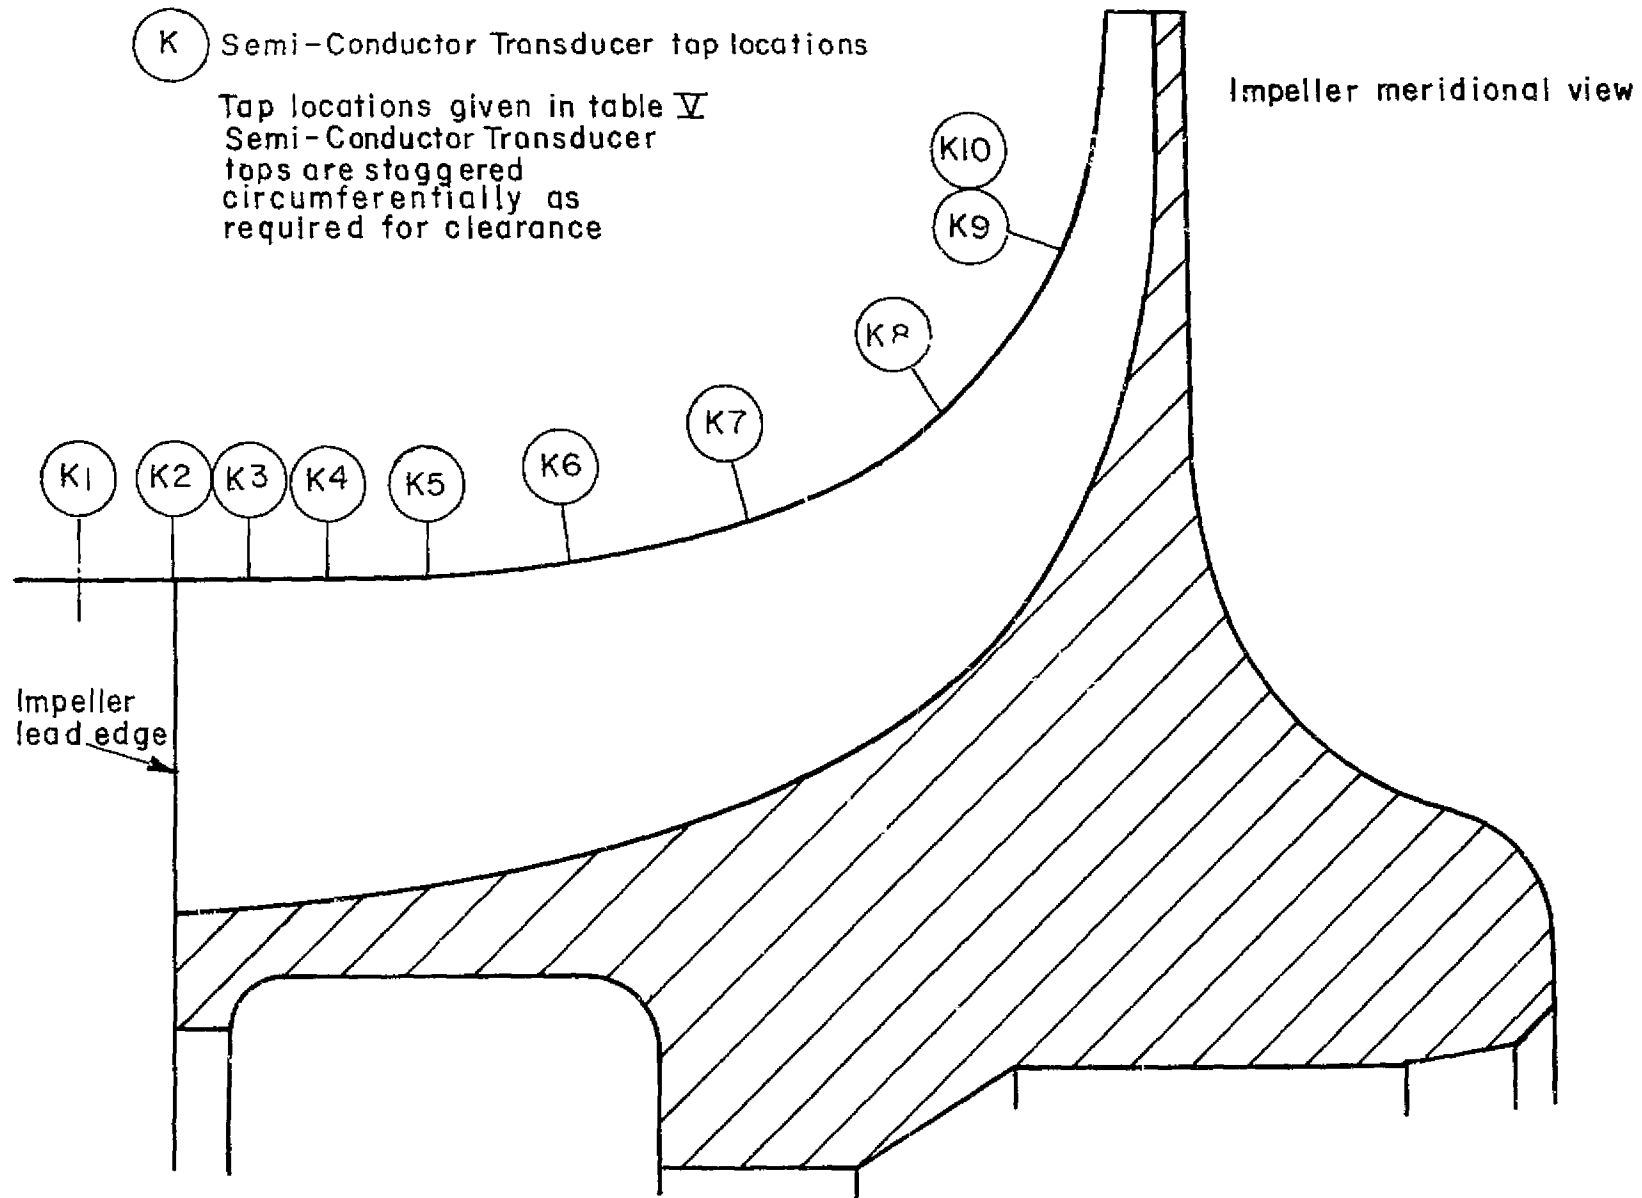 K Semi-Conductor Transducer tap locations
Tap locations given in table V
Semi-Conductor Transducer
taps are staggered
circumferentially as
required for clearance
Impeller meridional view
K10
K9
K8
K7
K6
K1
K2
K3
K4
K5
Impeller
lead edge